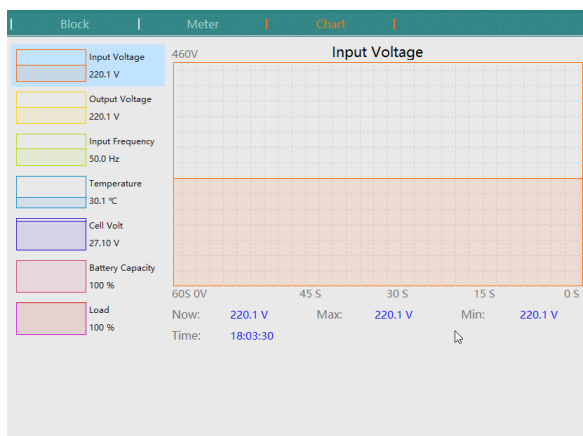 Block Meter Chart
Input Voltage
220.1 V
Output Voltage
220.1 V
Input Frequency
50.0 Hz
Temperature
30.1 ℃
Cell Volt
27.10 V
Battery Capacity
100 %
Load
100 %
460V Input Voltage
60S 0V 45 S 30 S 15 S 0 S
Now: 220.1 V Max: 220.1 V Min: 220.1 V
Time: 18:03:30